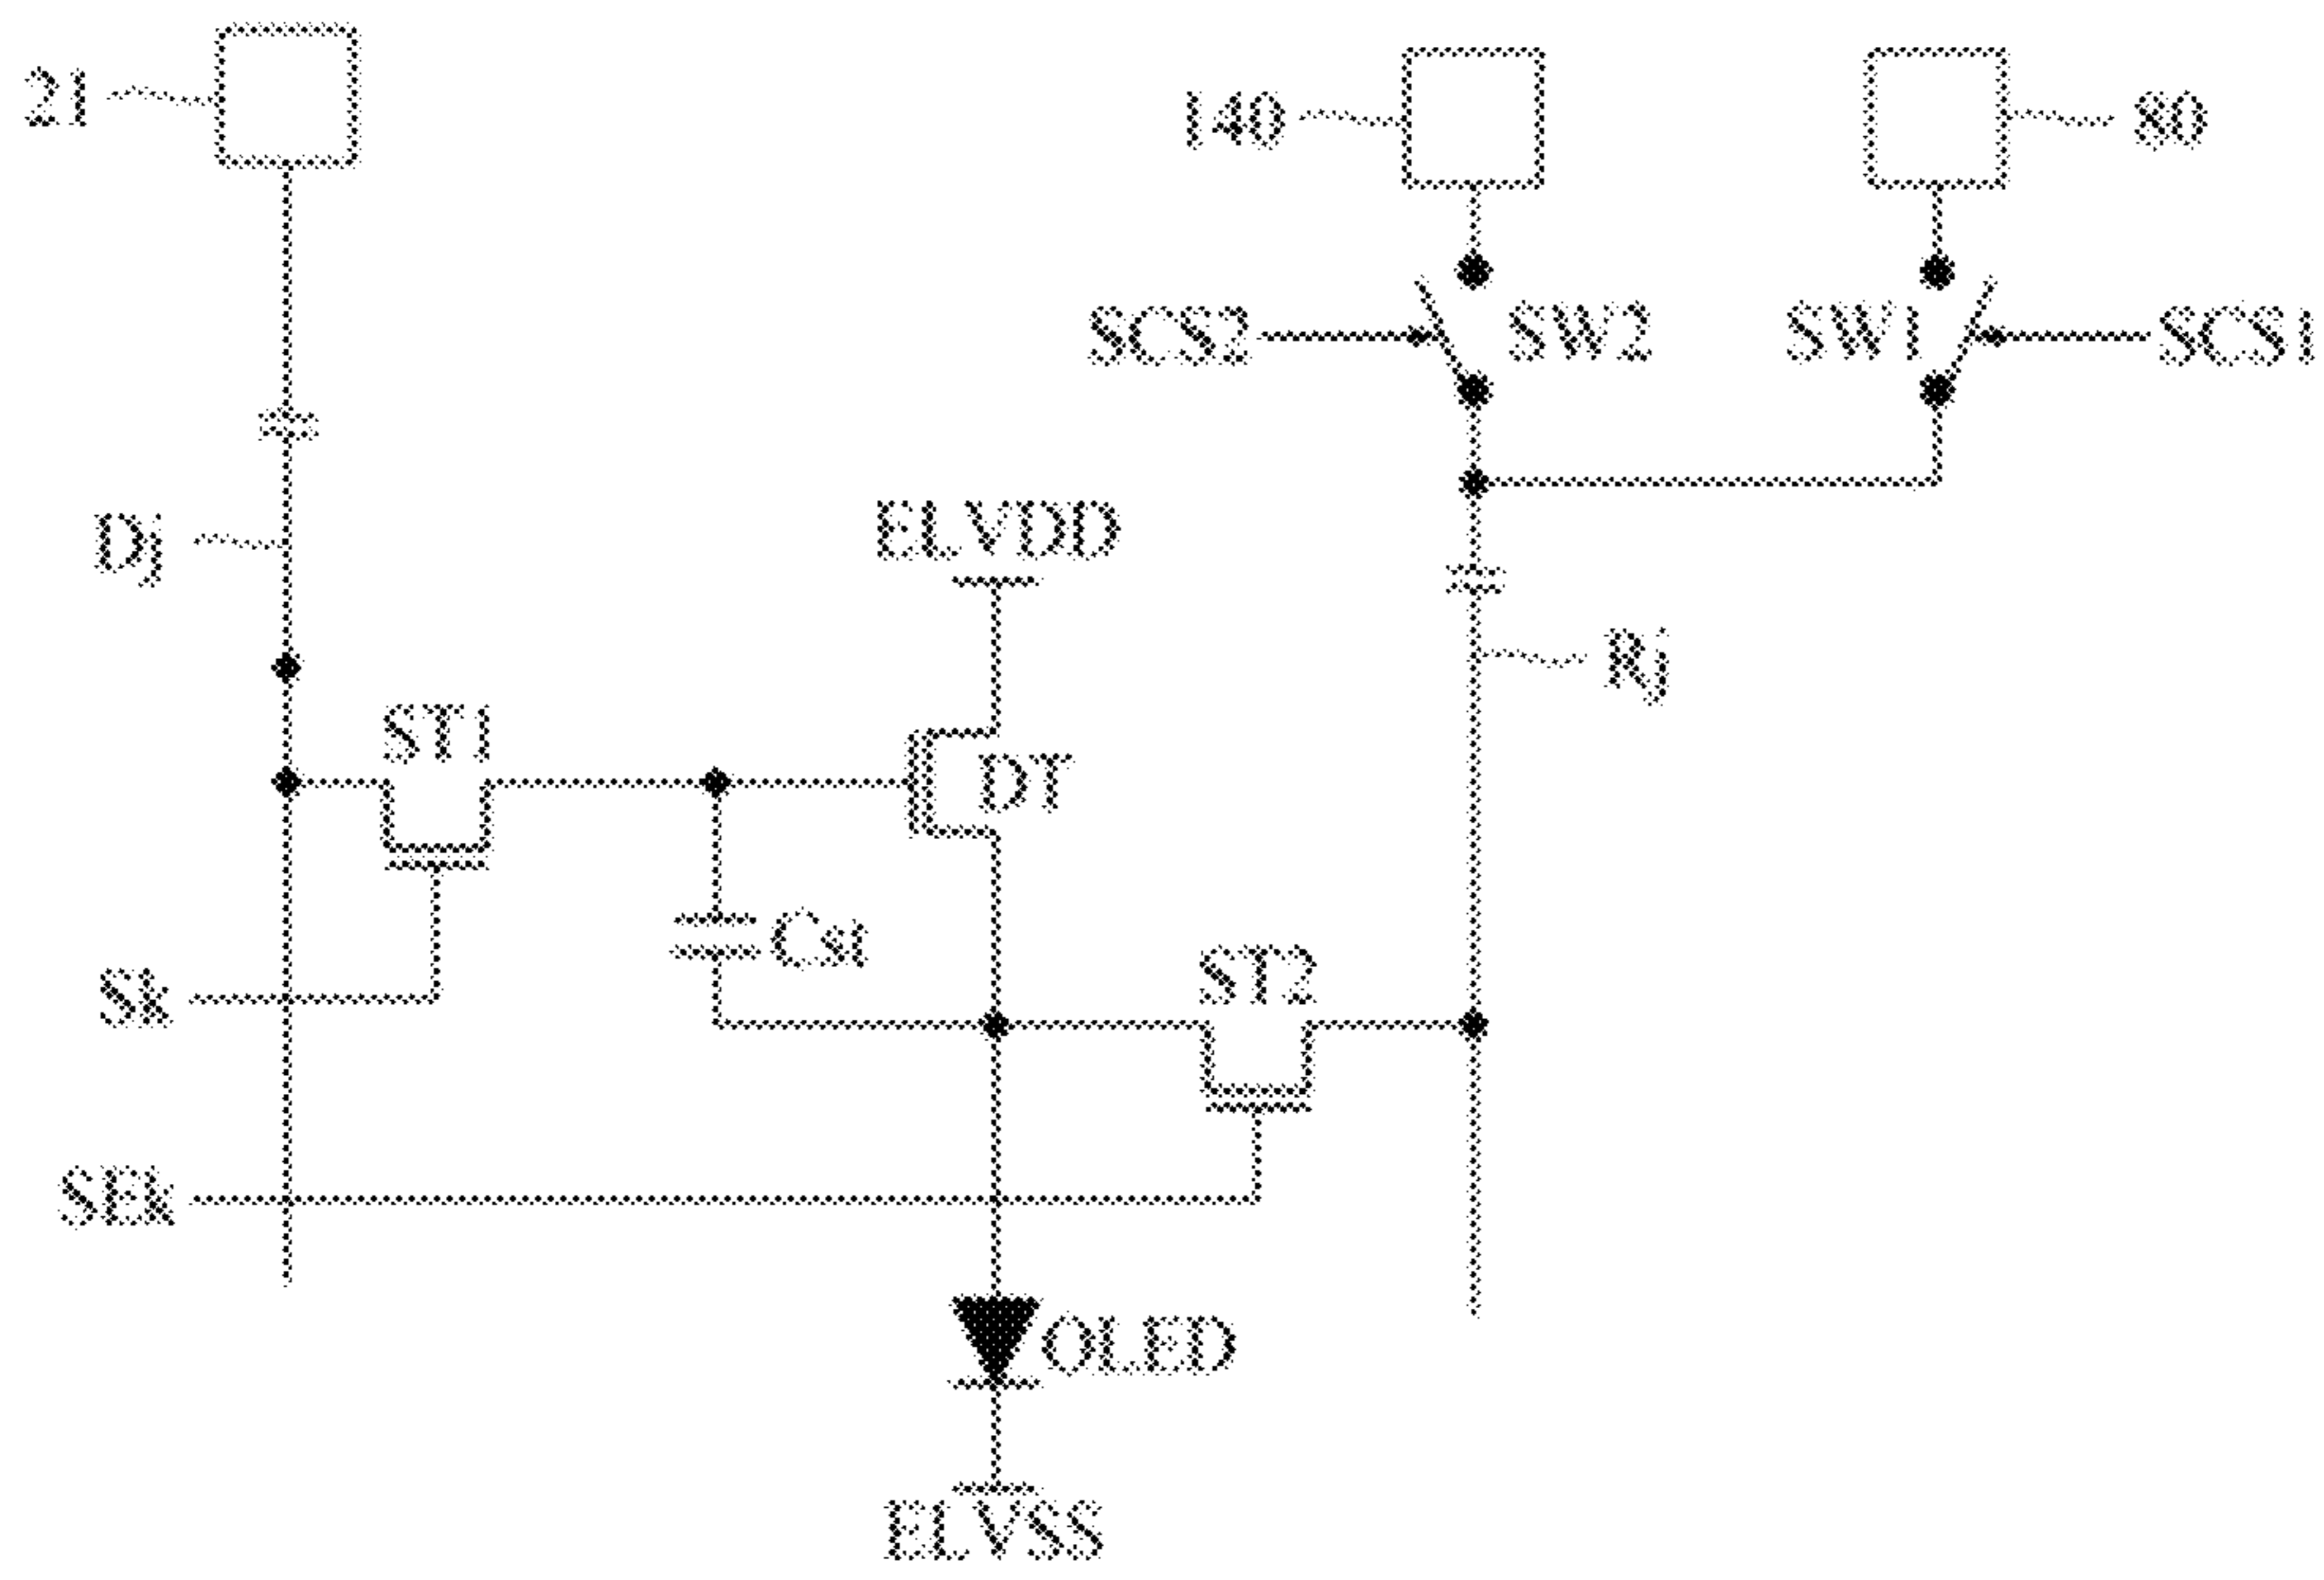 21
140
80
SCS2
SW2
SW1
SCS1
ELVDD
Dj
Rj
ST1
DT
Cst
ST2
Sk
SEk
OLED
ELVSS